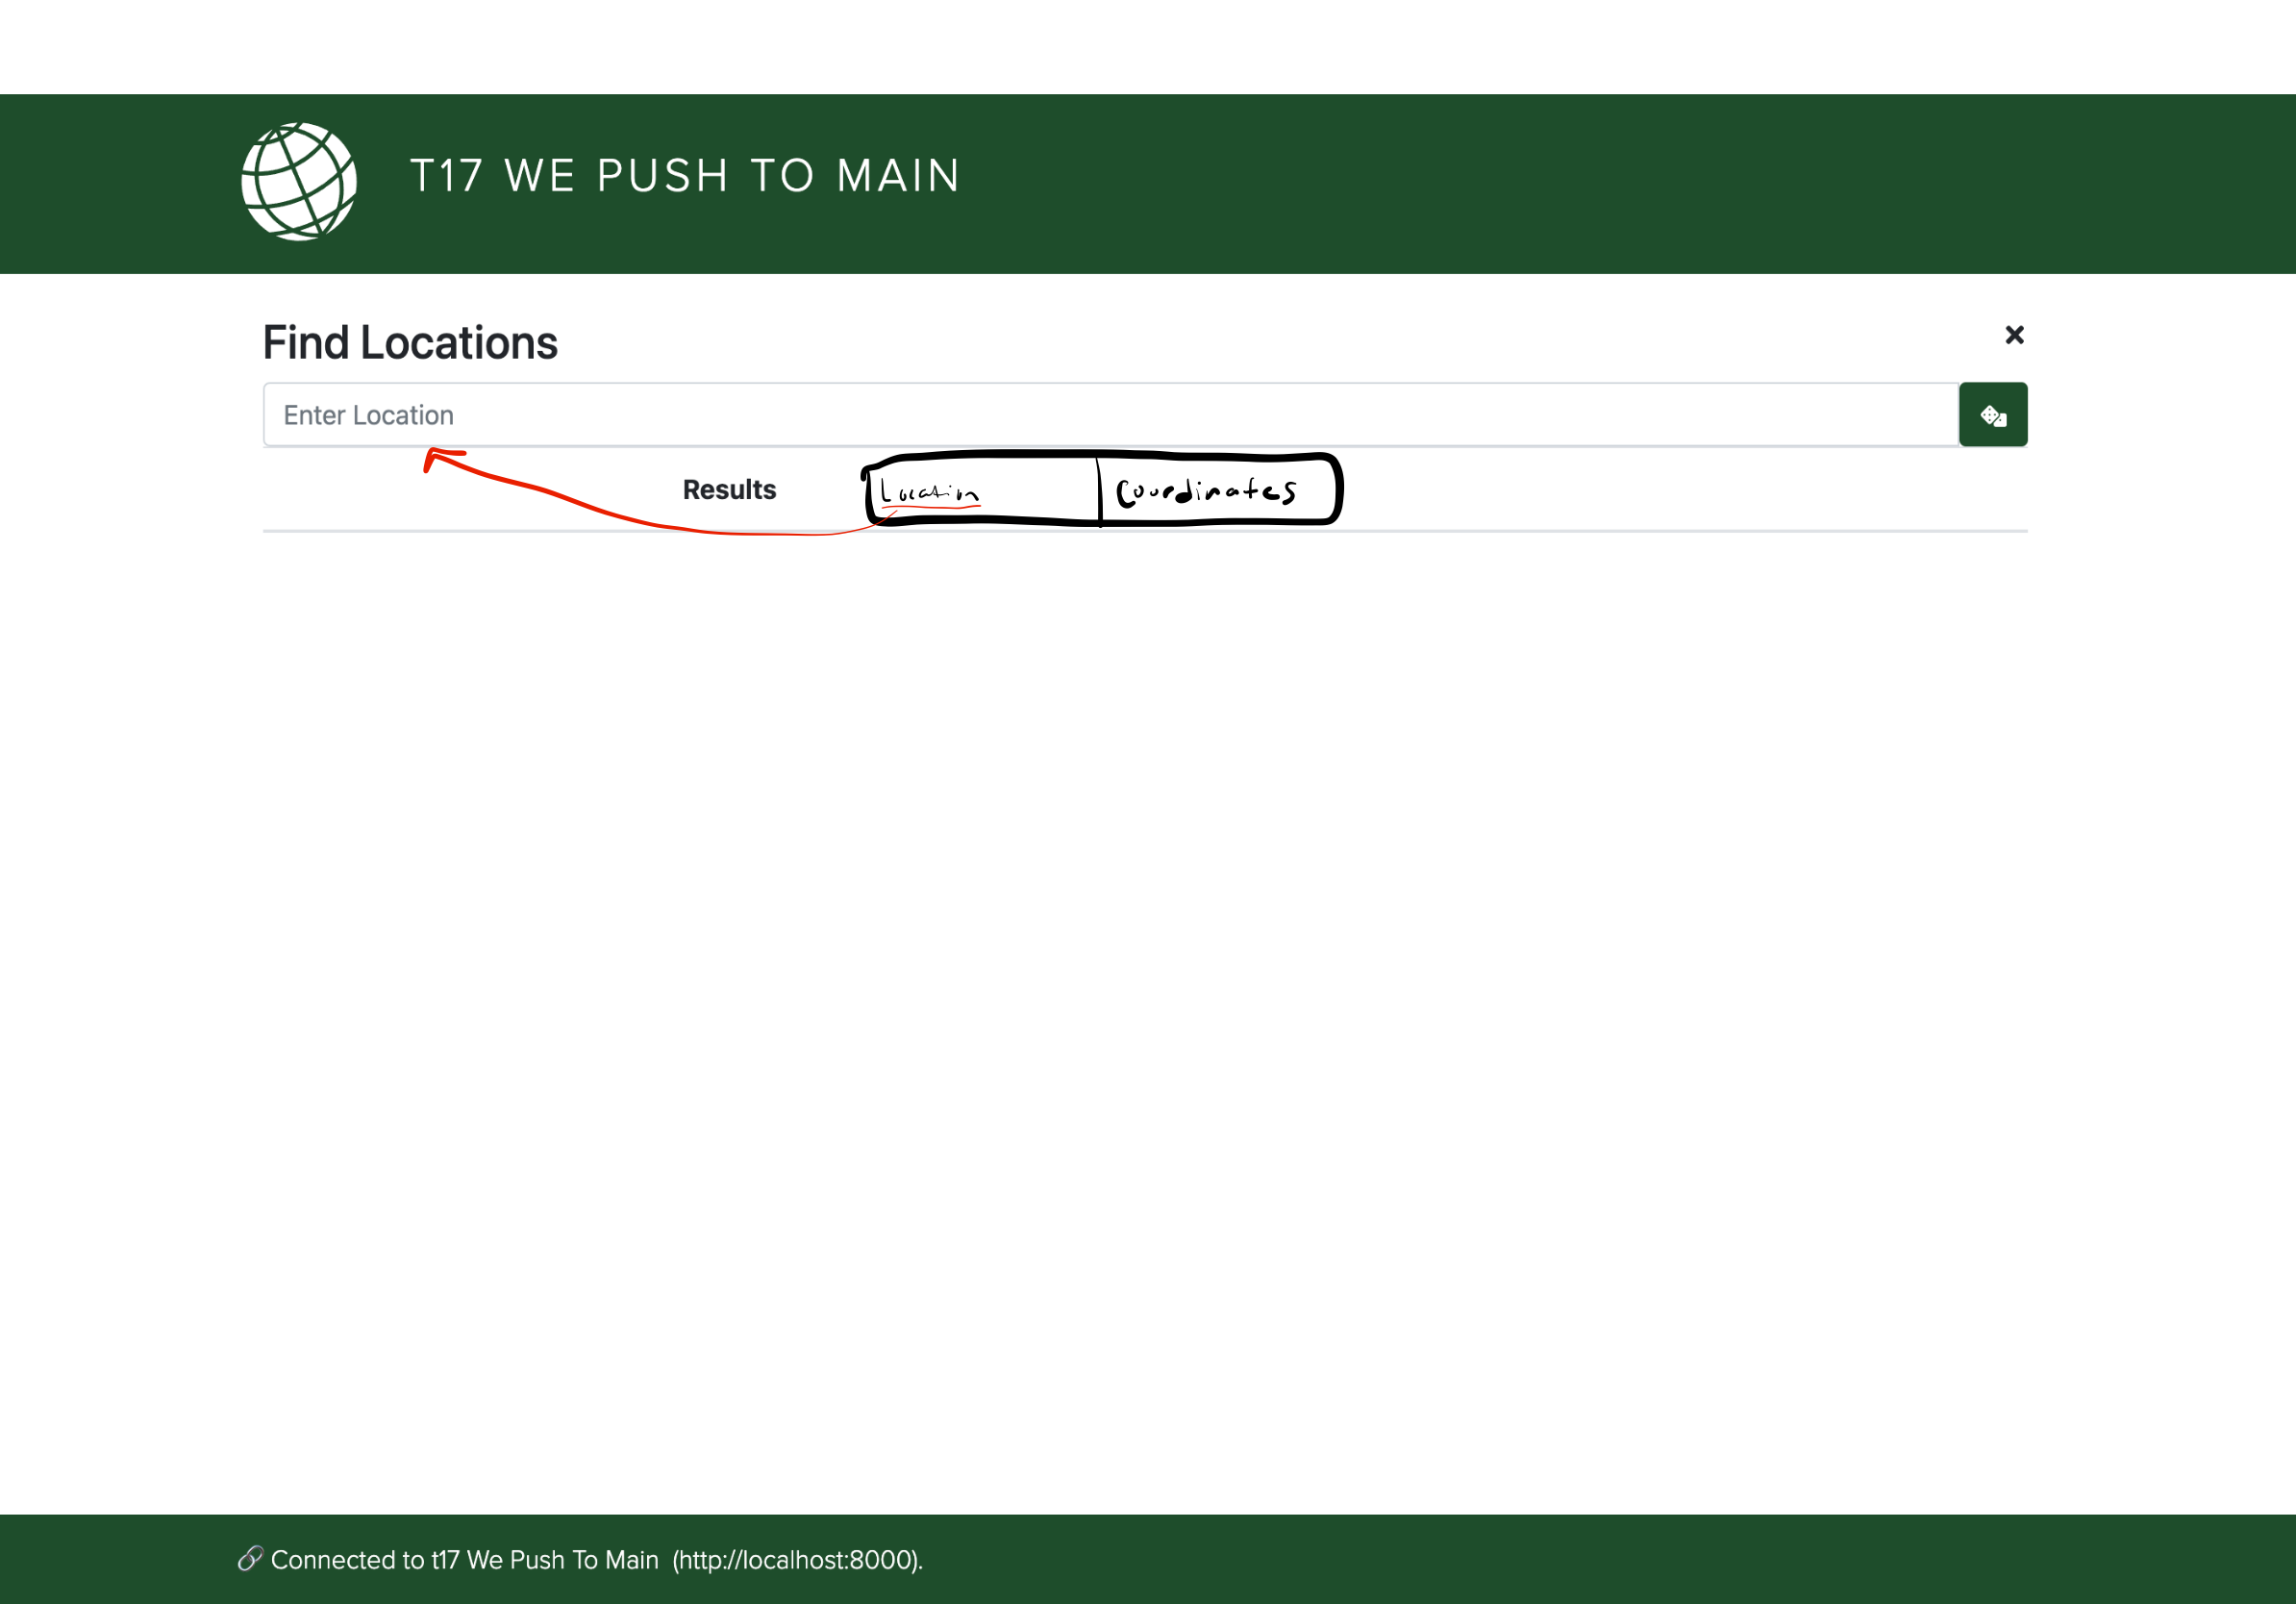 T17 WE PUSH TO MAIN
Find Locations
Enter Location
Results
Location
Coordinates
Connected to t17 We Push To Main (http://localhost:8000).